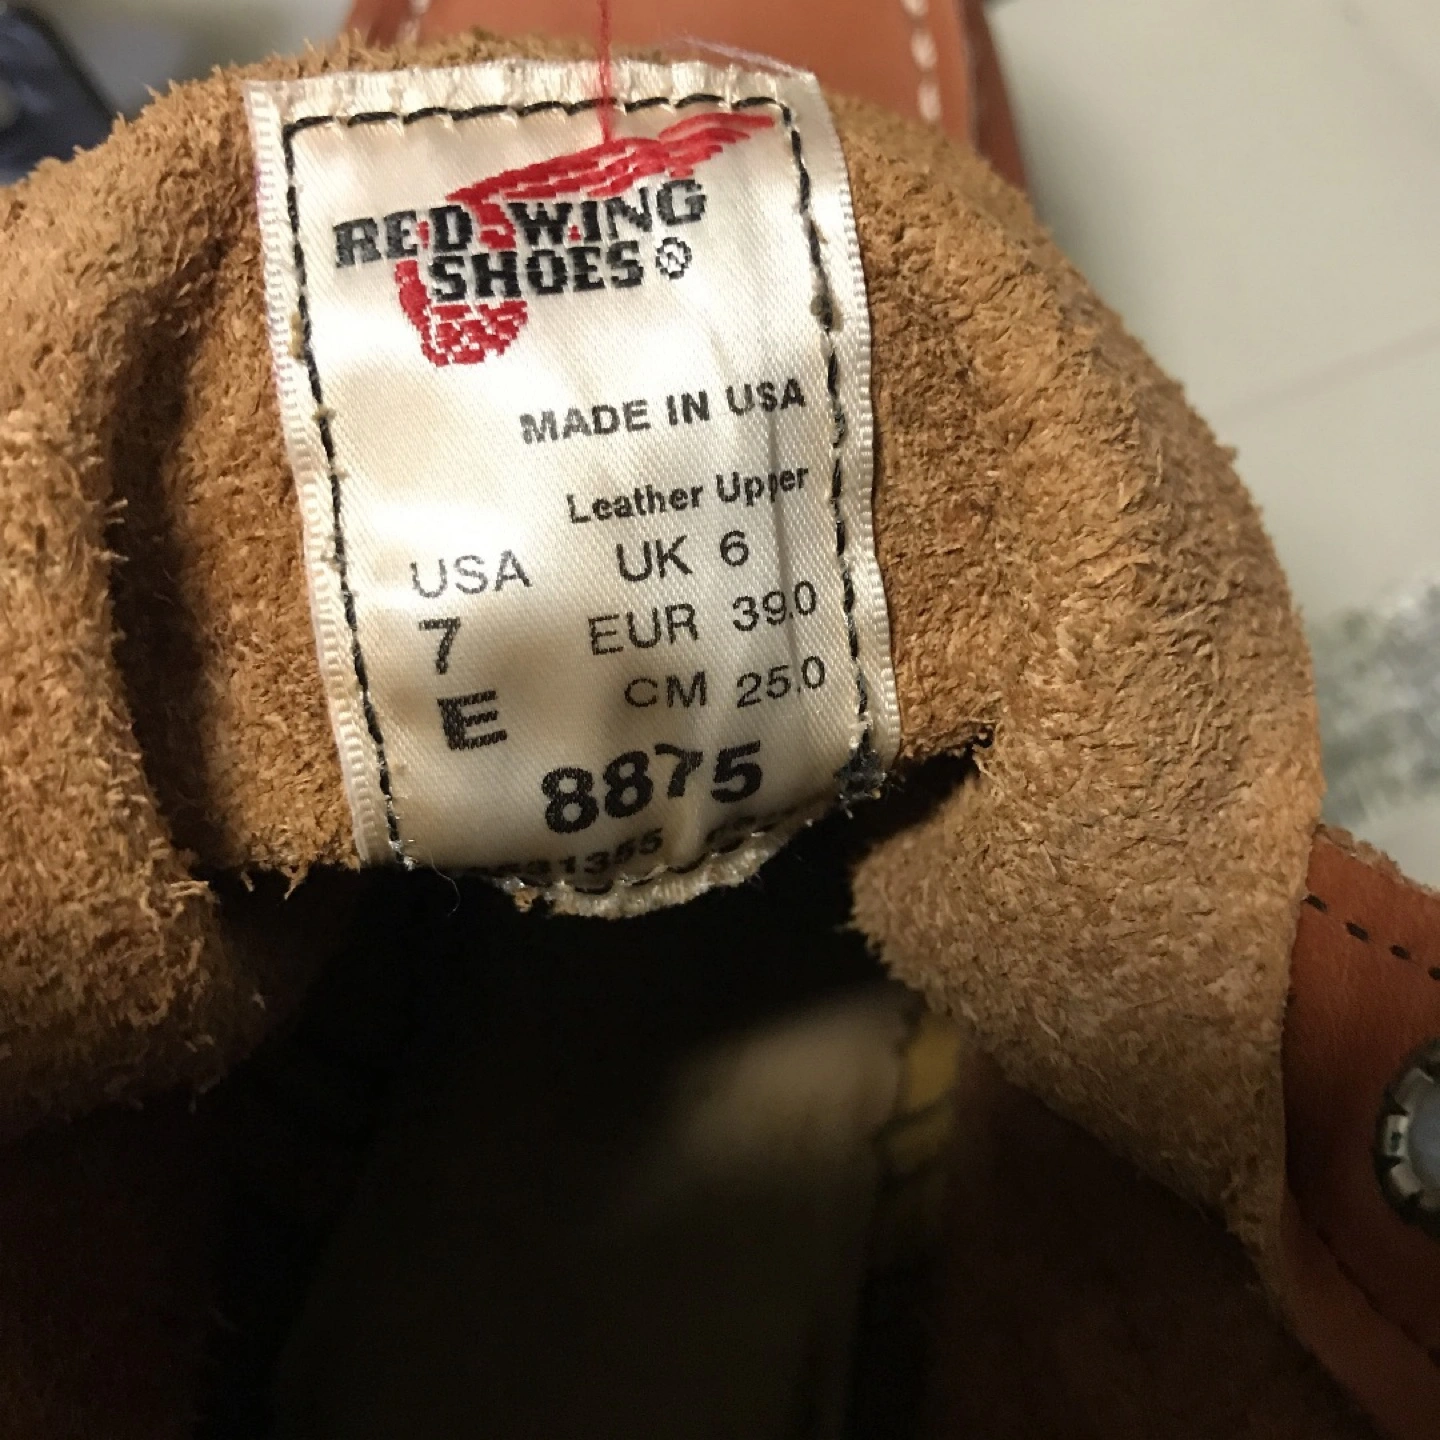 RED WING
SHOES®
MADE IN USA
Leather Upper
USA UK 6
7 EUR 39.0
E CM 25.0
8875